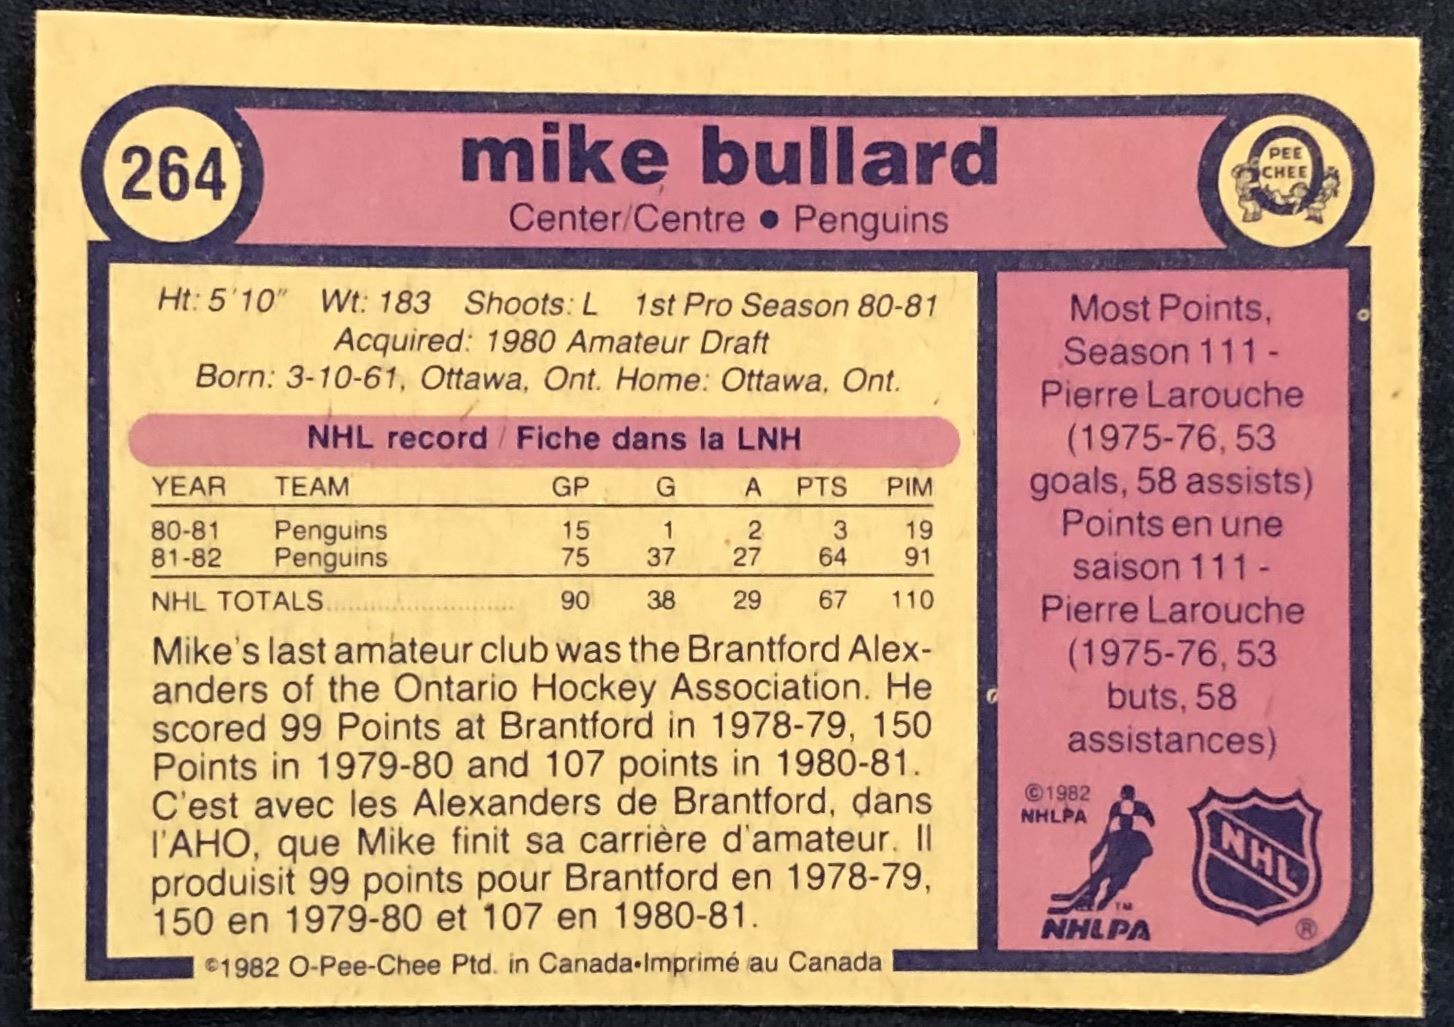 264
mike bullard
Center/Centre • Penguins
O
PEE
CHEE
Ht: 5'10" Wt: 183 Shoots: L 1st Pro Season 80-81
Acquired: 1980 Amateur Draft
Born: 3-10-61, Ottawa, Ont. Home: Ottawa, Ont.
NHL record / Fiche dans la LNH
YEAR TEAM GP G A PTS PIM
80-81 Penguins 15 1 2 3 19
81-82 Penguins 75 37 27 64 91
NHL TOTALS 90 38 29 67 110
Mike's last amateur club was the Brantford Alex-
anders of the Ontario Hockey Association. He
scored 99 Points at Brantford in 1978-79, 150
Points in 1979-80 and 107 points in 1980-81.
C'est avec les Alexanders de Brantford, dans
l'AHO, que Mike finit sa carrière d'amateur. Il
produisit 99 points pour Brantford en 1978-79,
150 en 1979-80 et 107 en 1980-81.
Most Points,
Season 111 -
Pierre Larouche
(1975-76, 53
goals, 58 assists)
Points en une
saison 111 -
Pierre Larouche
(1975-76, 53
buts, 58
assistances)
©1982
NHLPA
TM
NHLPA
NHL
®
©1982 O-Pee-Chee Ptd. in Canada•Imprimé au Canada